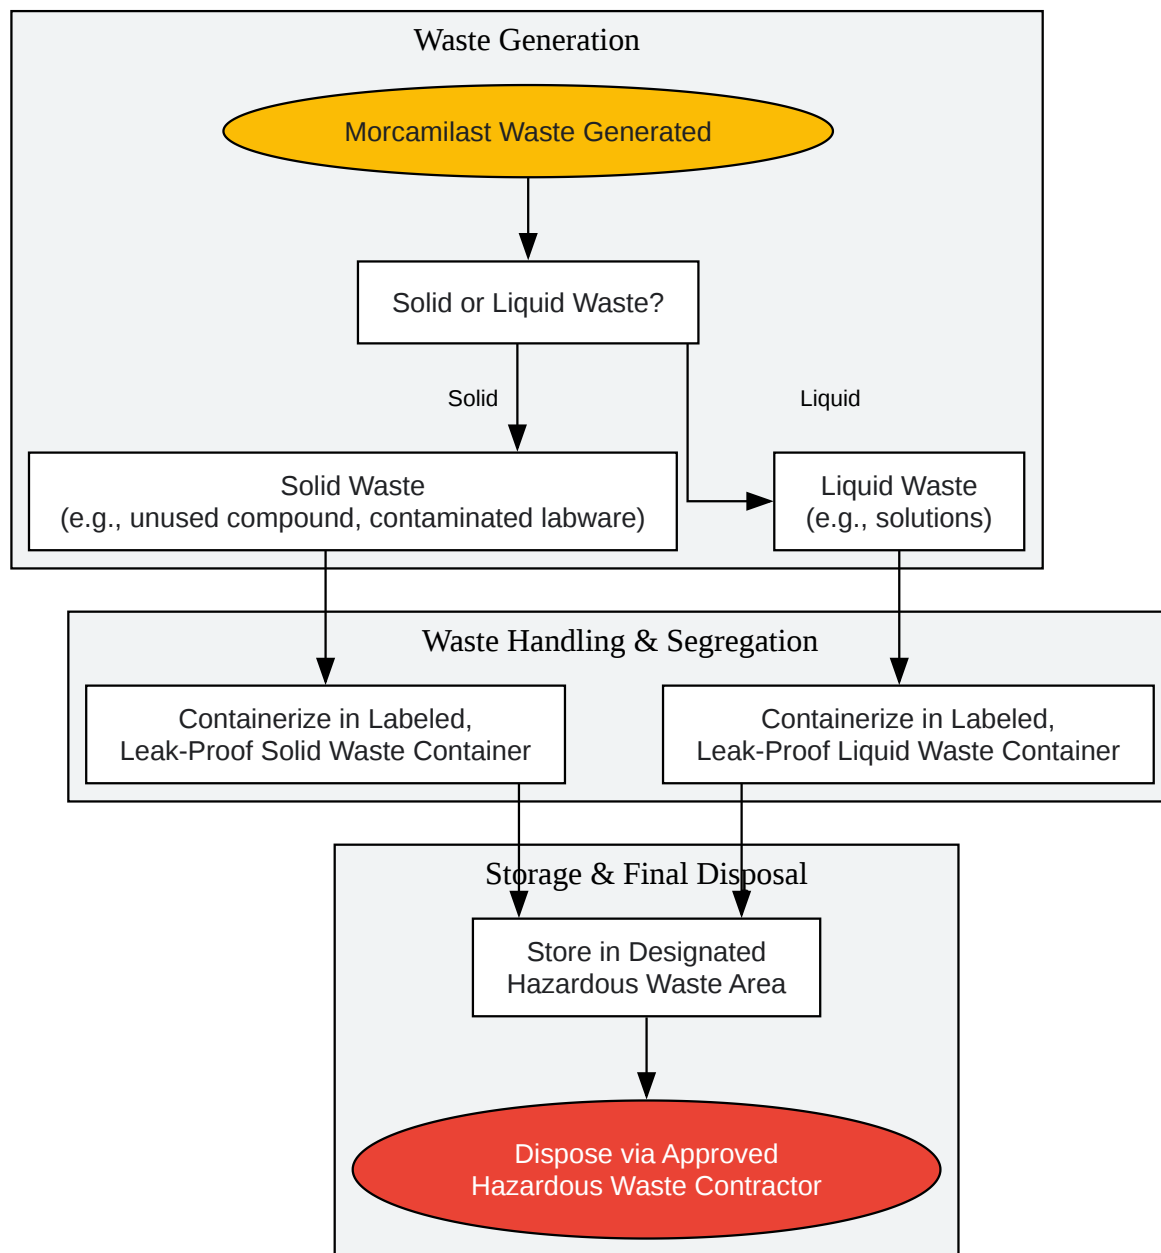 Waste Generation
Morcamilast Waste Generated
Solid or Liquid Waste?
Solid
Liquid
Solid Waste
(e.g., unused compound, contaminated labware)
Liquid Waste
(e.g., solutions)
Waste Handling & Segregation
Containerize in Labeled,
Leak-Proof Solid Waste Container
Containerize in Labeled,
Leak-Proof Liquid Waste Container
Storage & Final Disposal
Store in Designated
Hazardous Waste Area
Dispose via Approved
Hazardous Waste Contractor